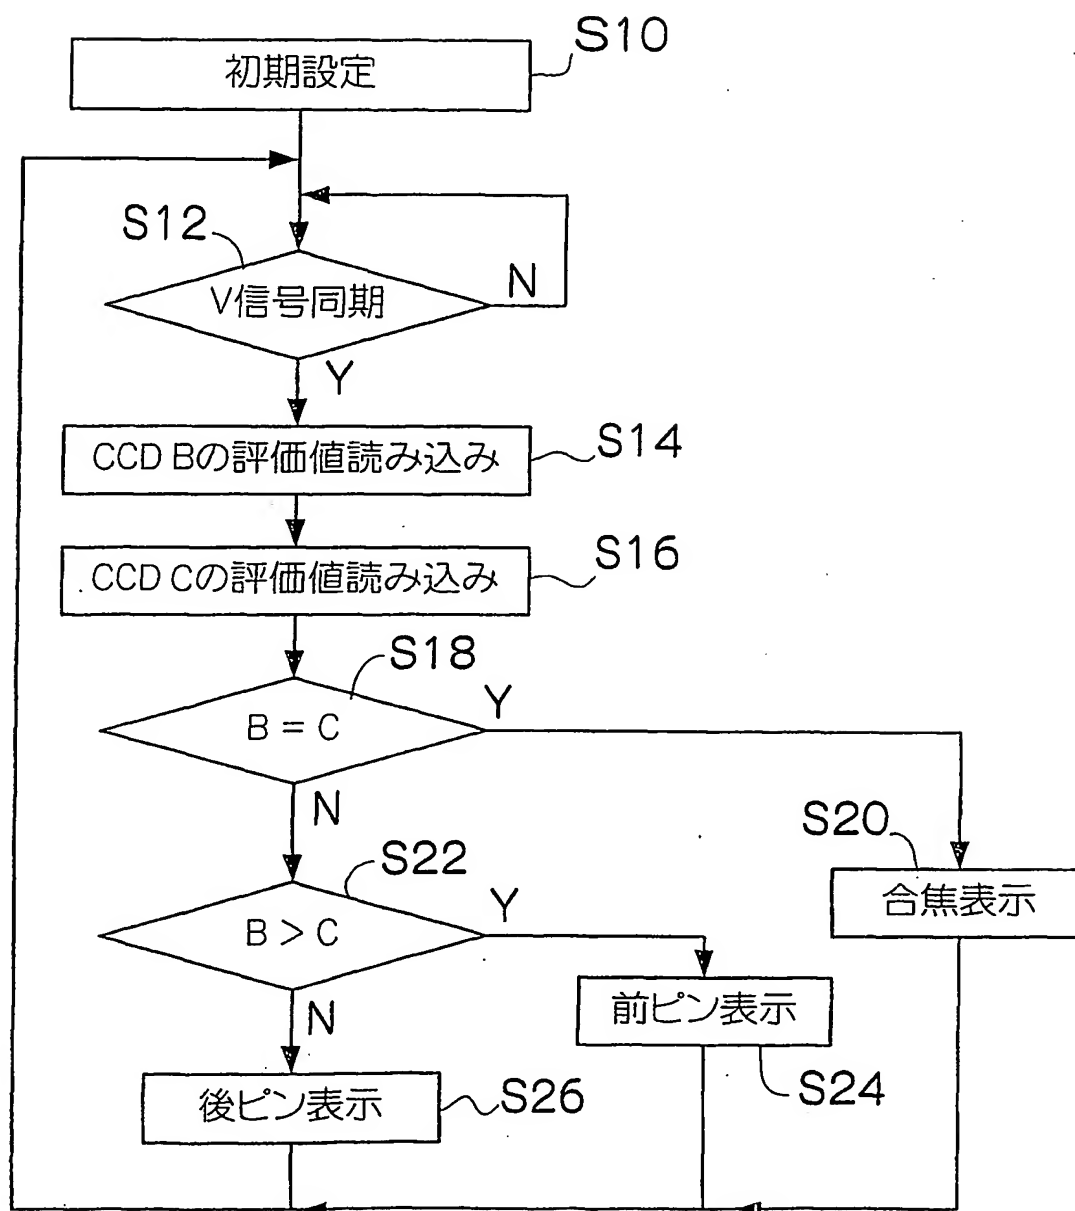 初期設定
S10
S12
V信号同期
N
Y
CCD Bの評価値読み込み
S14
CCD Cの評価値読み込み
S16
S18
B = C
Y
N
S20
合焦表示
S22
B > C
Y
N
前ピン表示
S24
後ピン表示
S26